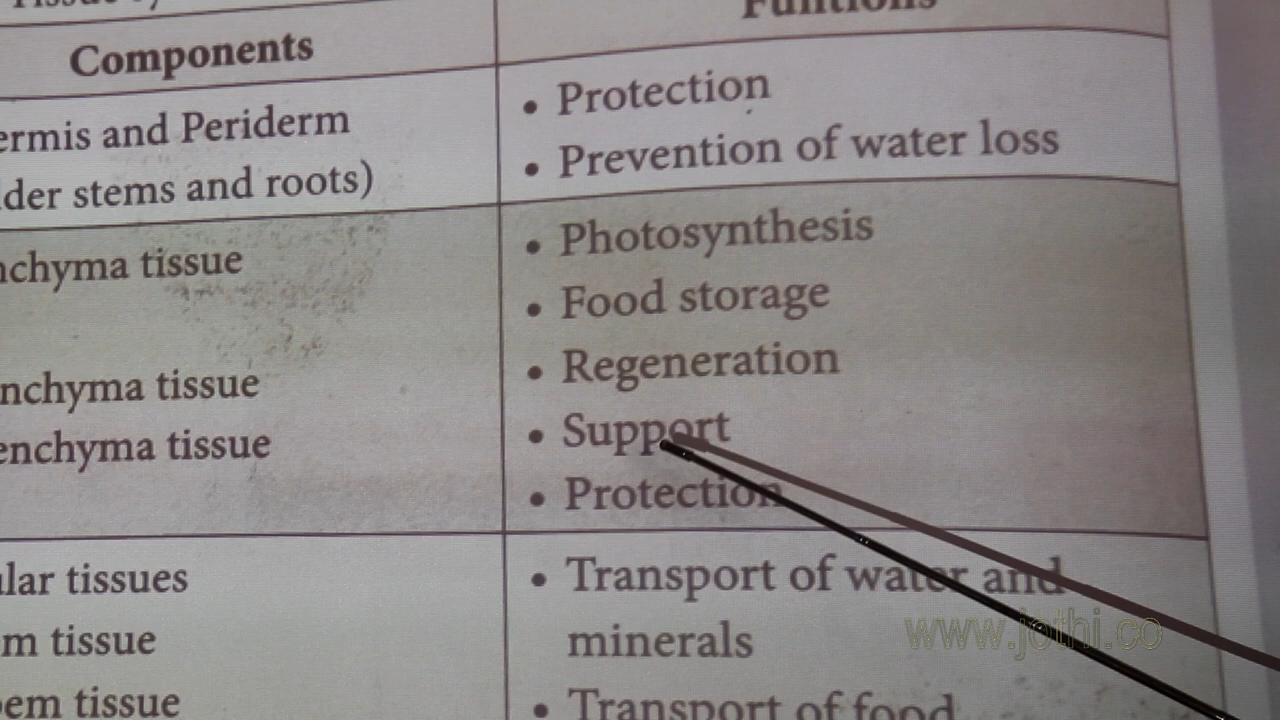 Components
Funtions
ermis and Periderm
lder stems and roots)
• Protection
• Prevention of water loss
nchyma tissue
nchyma tissue
enchyma tissue
• Photosynthesis
• Food storage
• Regeneration
• Support
• Protection
lar tissues
m tissue
em tissue
• Transport of water and
minerals
• Transport of food
www.jothi.co